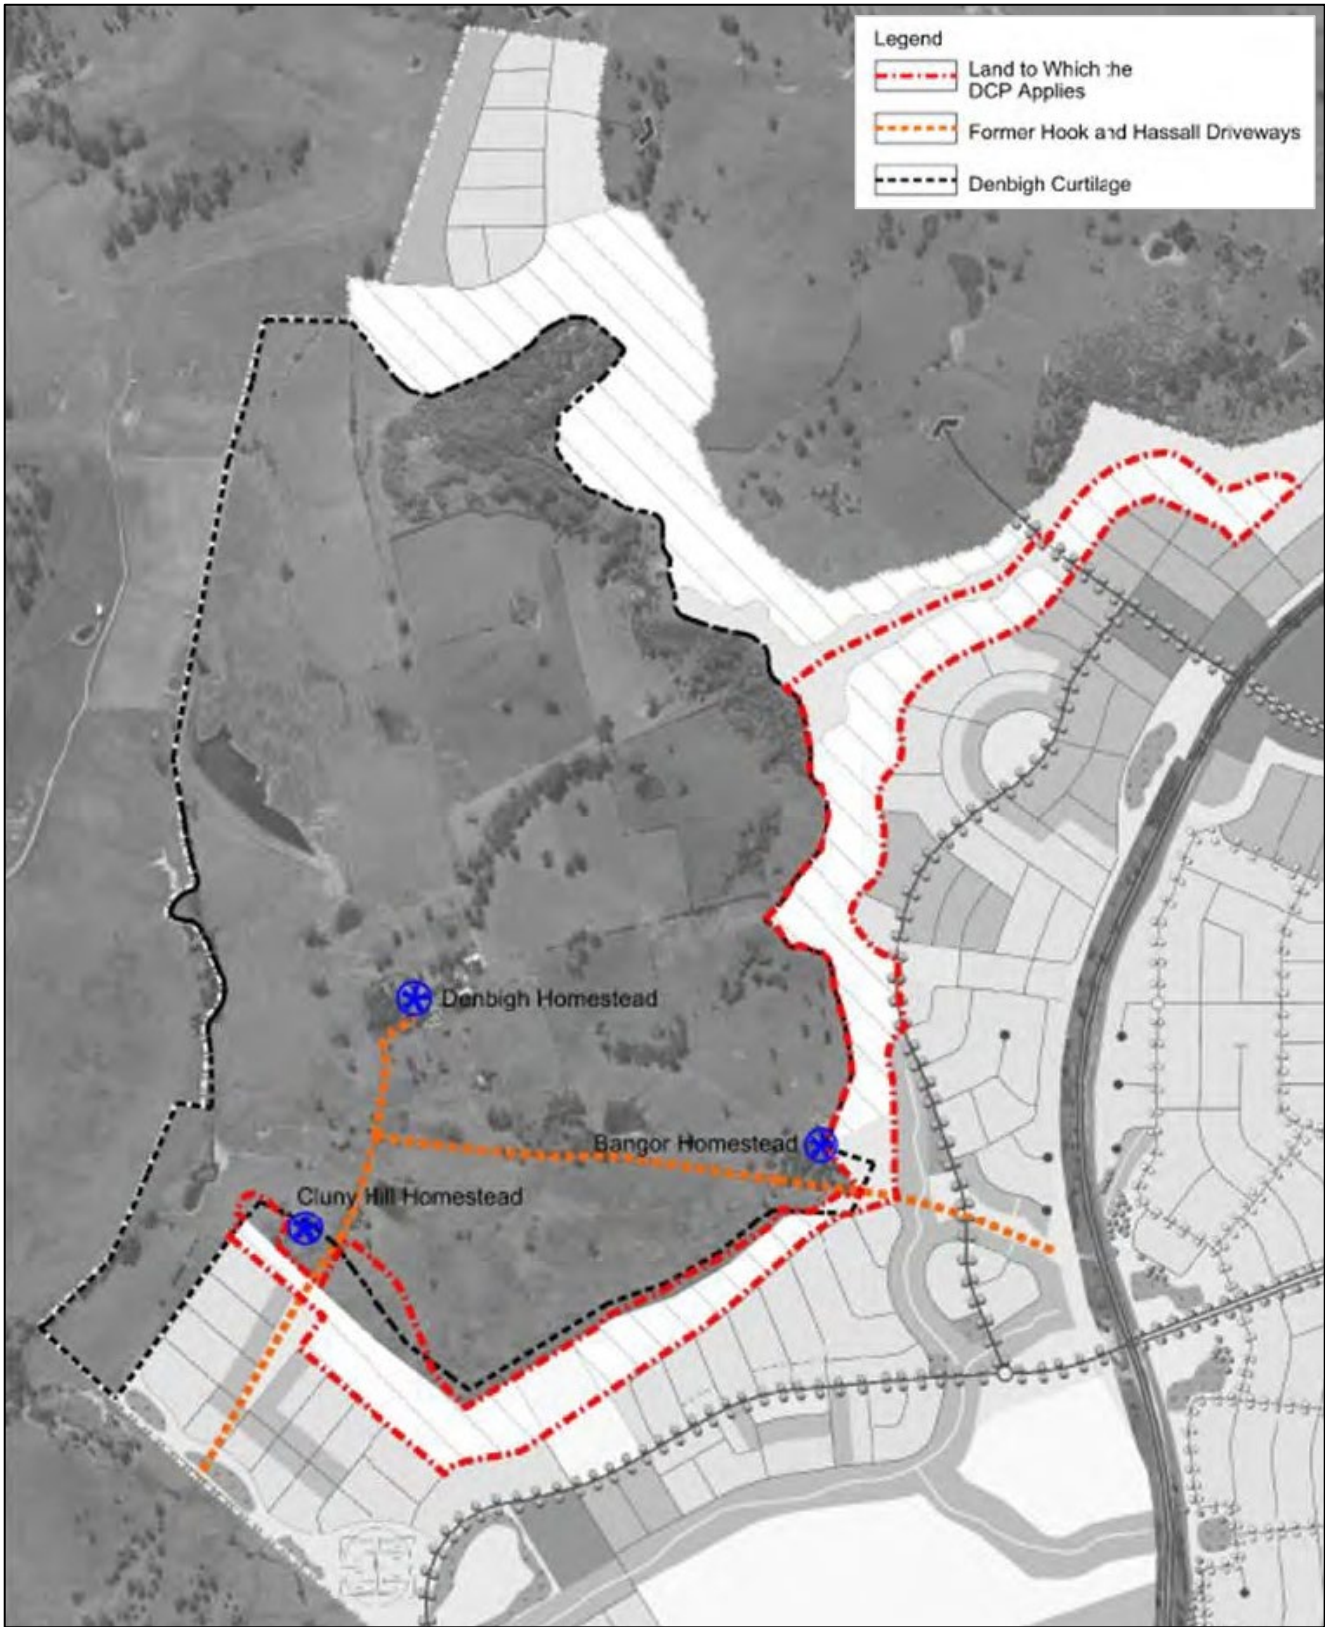 Legend
Land to Which the
DCP Applies
Former Hook and Hassall Driveways
Denbigh Curtilage
Denbigh Homestead
Bangor Homestead
Cluny Hill Homestead